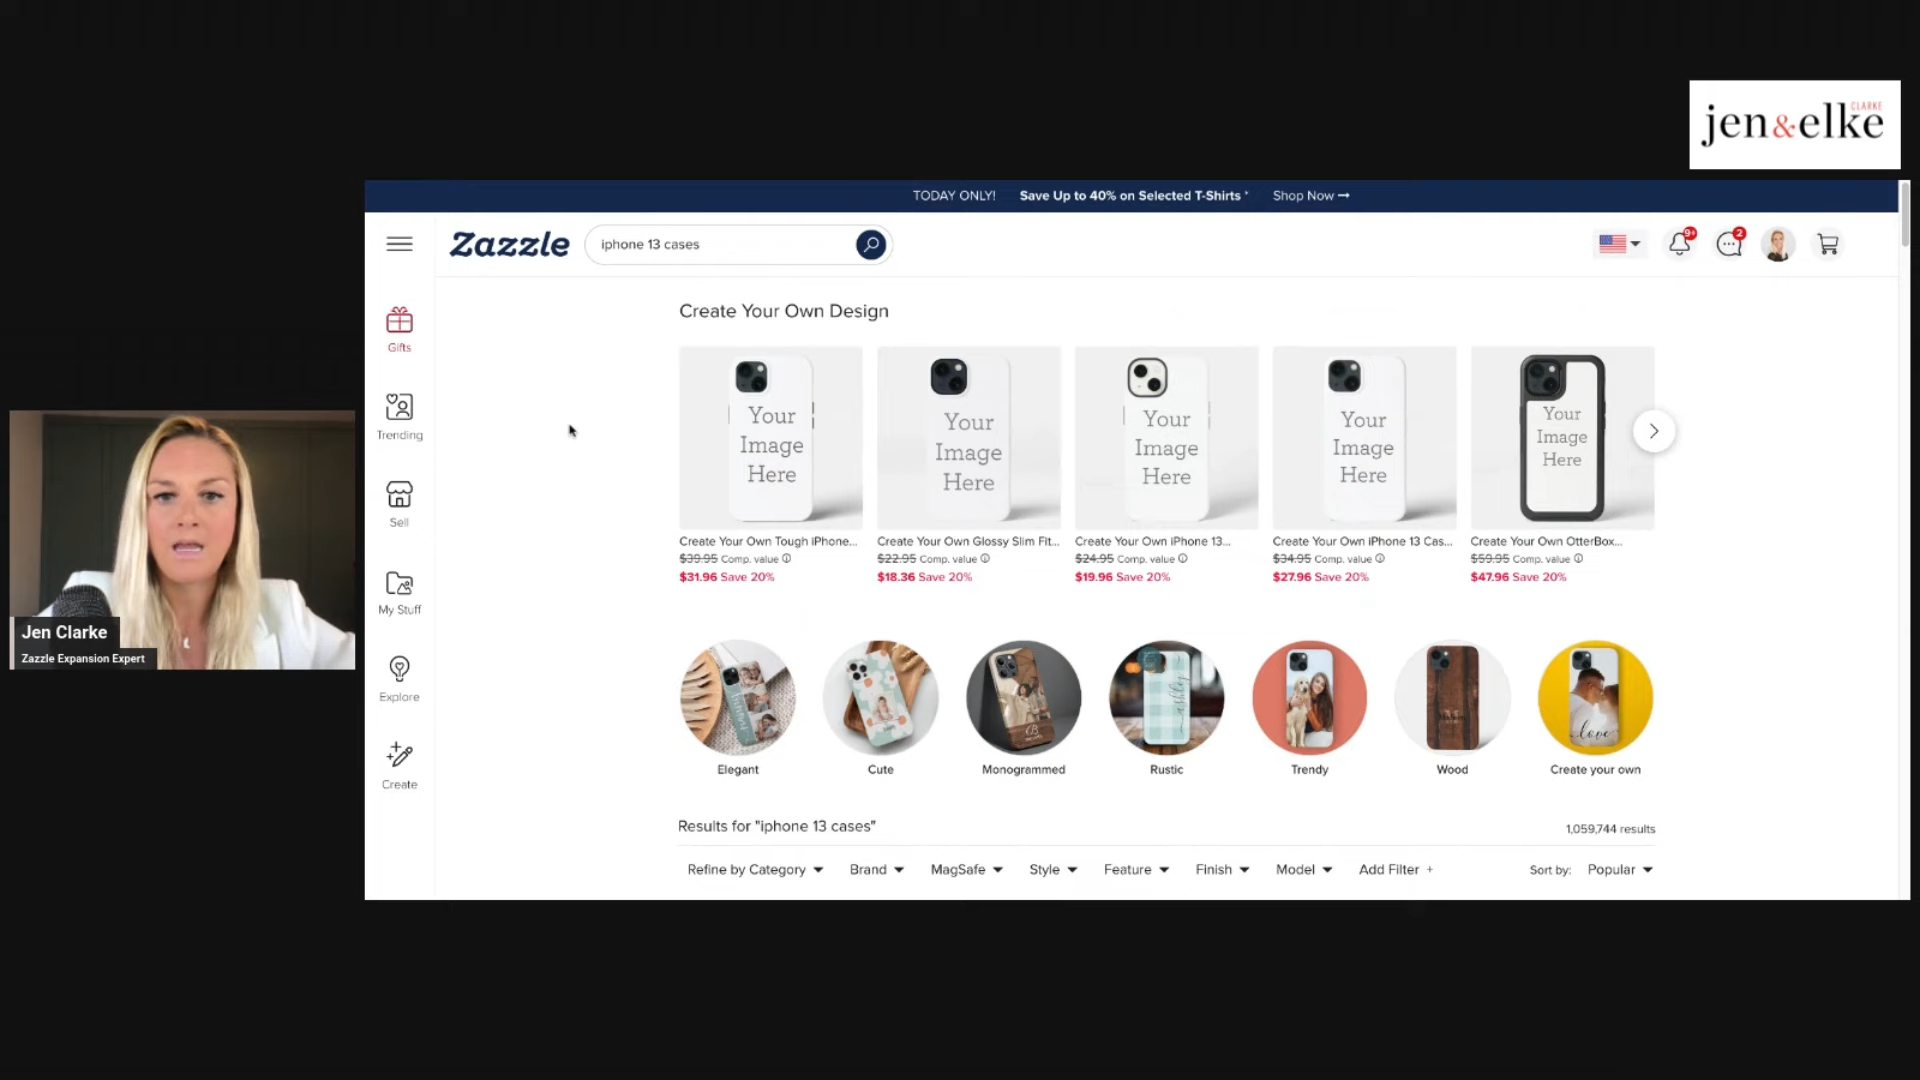 CLARKE
jen&elke
TODAY ONLY! Save Up to 40% on Selected T-Shirts * Shop Now →
Zazzle
iphone 13 cases
9+
2
Gifts
Trending
Sell
My Stuff
Explore
Create
Create Your Own Design
Your
Image
Here
Your
Image
Here
Your
Image
Here
Your
Image
Here
Your
Image
Here
Create Your Own Tough iPhone...
$39.95 Comp. value
$31.96 Save 20%
Create Your Own Glossy Slim Fit...
$22.95 Comp. value
$18.36 Save 20%
Create Your Own iPhone 13...
$24.95 Comp. value
$19.96 Save 20%
Create Your Own iPhone 13 Cas...
$34.95 Comp. value
$27.96 Save 20%
Create Your Own OtterBox...
$59.95 Comp. value
$47.96 Save 20%
ashley
love
Elegant
Cute
Monogrammed
Rustic
Trendy
Wood
Create your own
Results for "iphone 13 cases"
1,059,744 results
Refine by Category Brand MagSafe Style Feature Finish Model Add Filter + Sort by: Popular
Jen Clarke
Zazzle Expansion Expert